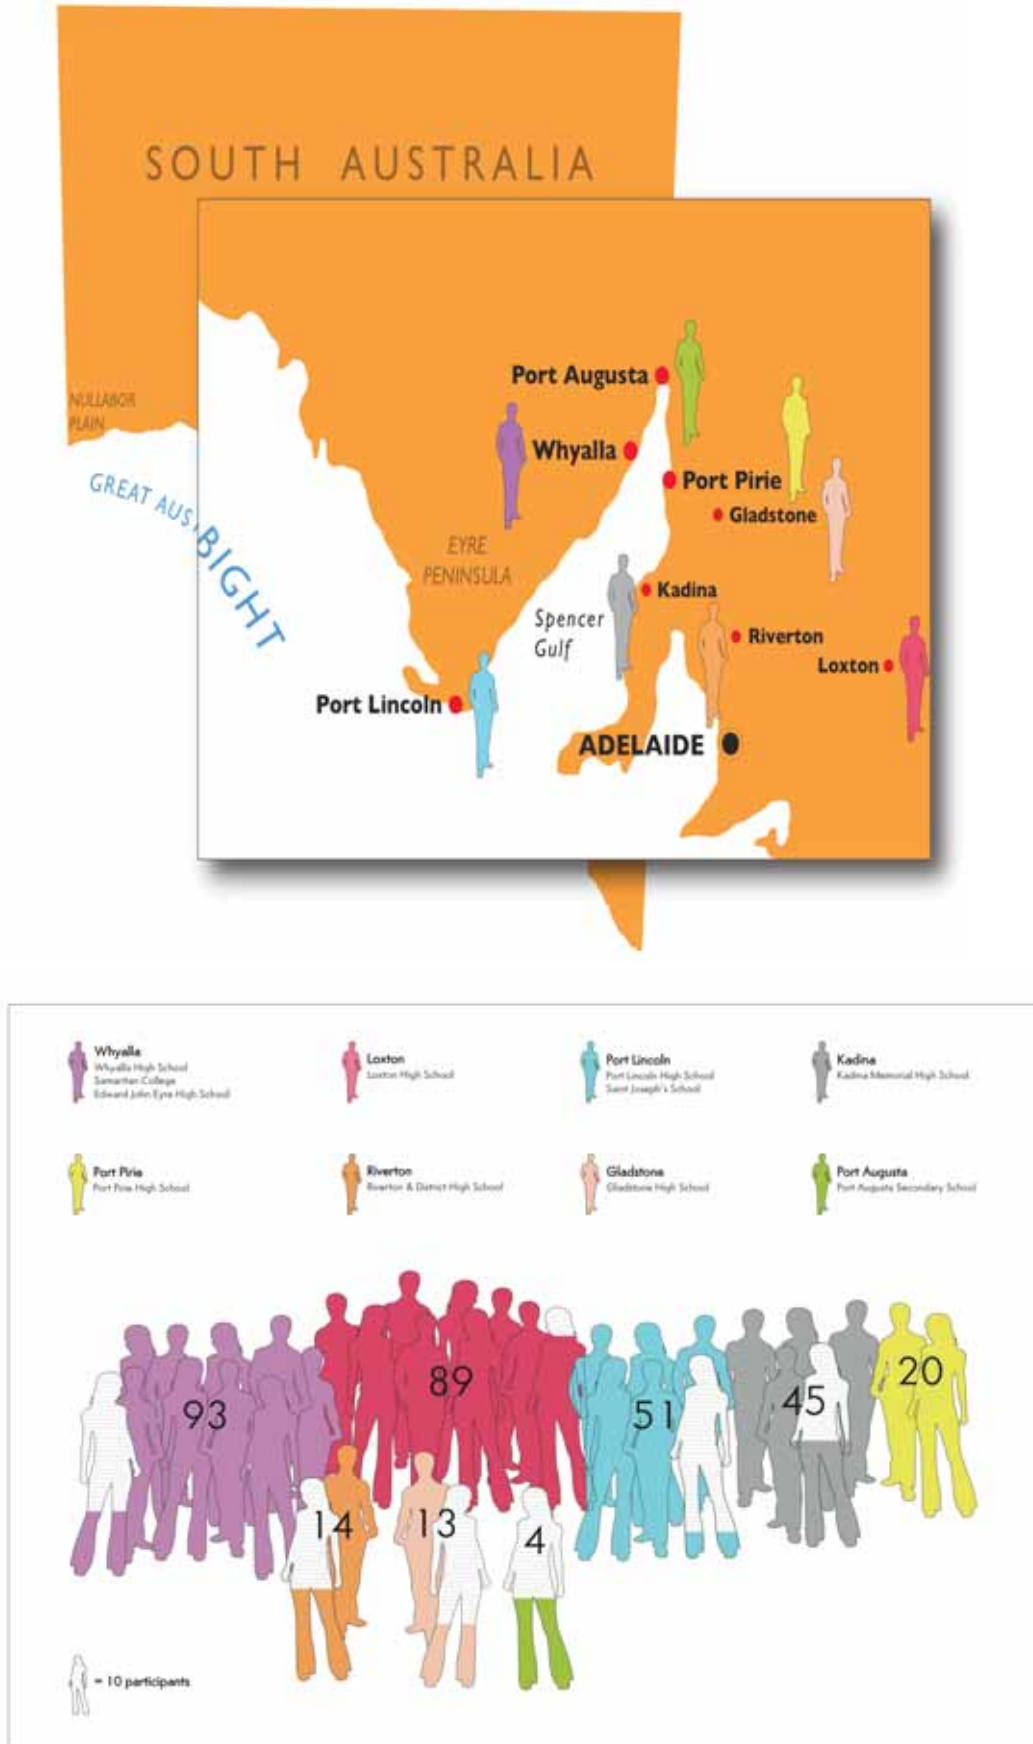 SOUTH AUSTRALIA
NULLABOR
PLAIN
GREAT AUS
BIGHT
Port Augusta
Whyalla
Port Pirie
Gladstone
EYRE
PENINSULA
Kadina
Spencer
Gulf
Riverton
Loxton
Port Lincoln
ADELAIDE
Whyalla
Whyalla High School
Samaritan College
Edward John Eyre High School
Loxton
Loxton High School
Port Lincoln
Port Lincoln High School
Saint Joseph's School
Kadina
Kadina Memorial High School
Port Pirie
Port Pirie High School
Riverton
Riverton & District High School
Gladstone
Gladstone High School
Port Augusta
Port Augusta Secondary School
93
89
51
45
20
14
13
4
= 10 participants